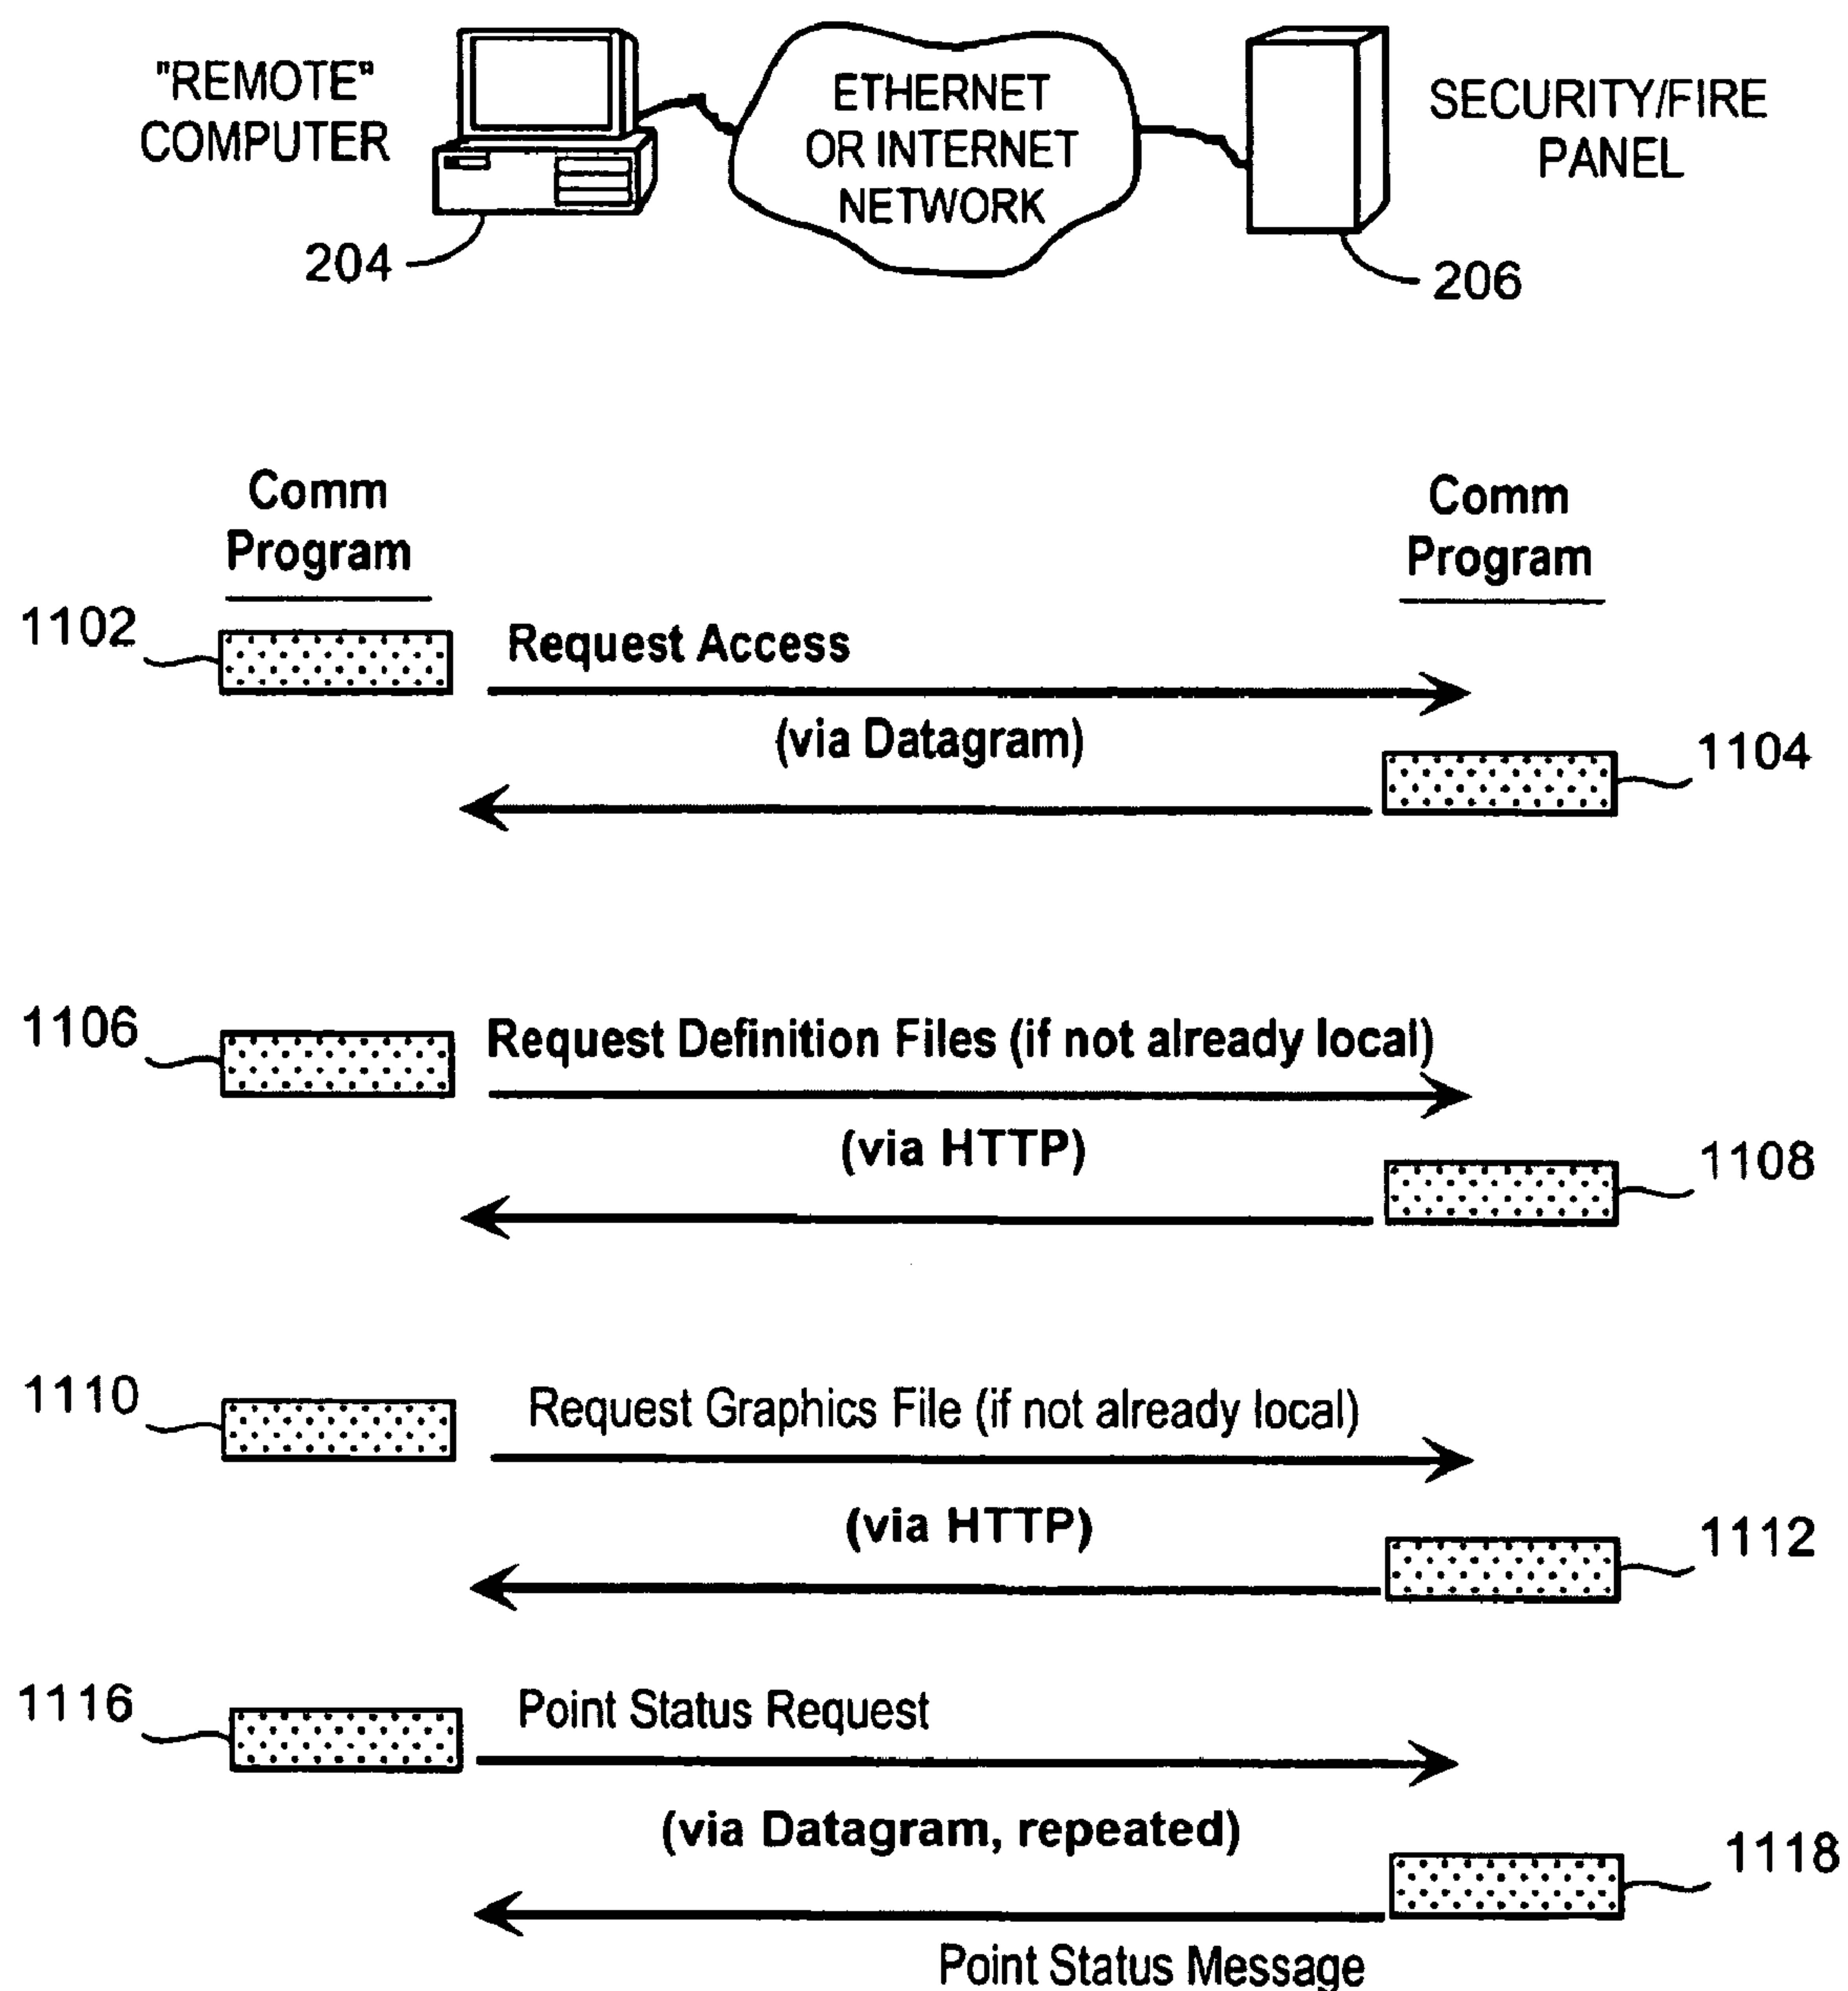 "REMOTE"
COMPUTER
ETHERNET
OR INTERNET
NETWORK
SECURITY/FIRE
PANEL
204
206
Comm
Program
Comm
Program
1102
Request Access
(via Datagram)
1104
1106
Request Definition Files (if not already local)
(via HTTP)
1108
1110
Request Graphics File (if not already local)
(via HTTP)
1112
1116
Point Status Request
(via Datagram, repeated)
1118
Point Status Message